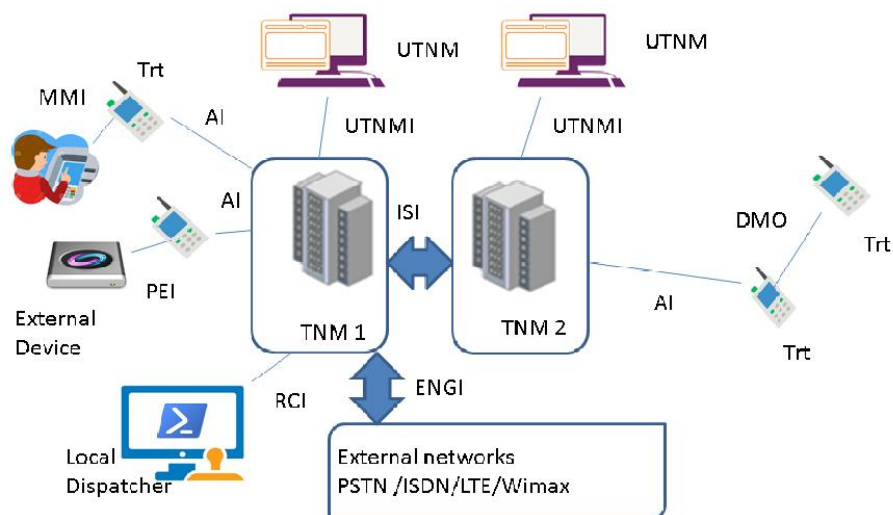 UTNM
UTNM
Trt
MMI
AI
UTNMI
UTNMI
AI
ISI
DMO
Trt
PEI
AI
External
Device
TNM 1
TNM 2
Trt
RCI
ENGI
Local
Dispatcher
External networks
PSTN /ISDN/LTE/Wimax